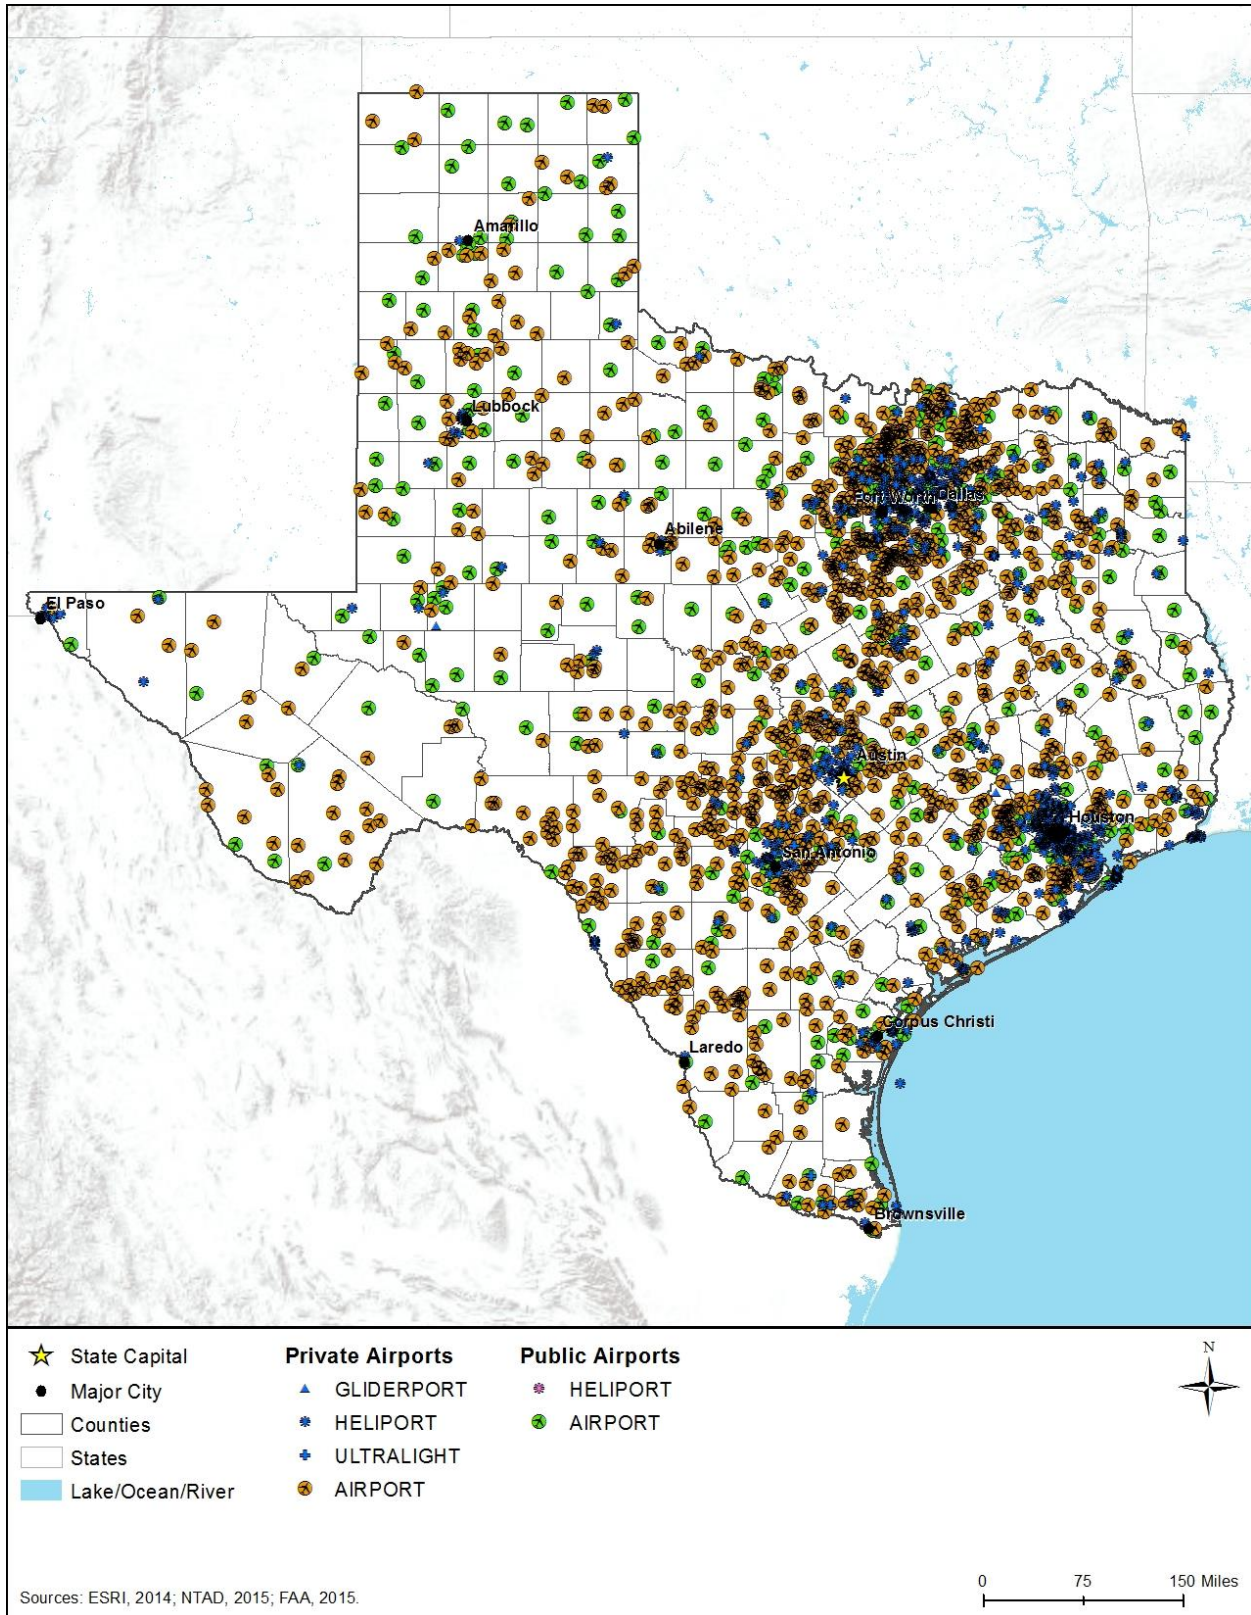 Amarillo
Lubbock
Fort Worth Dallas
Abilene
El Paso
Austin
Houston
San Antonio
Corpus Christi
Laredo
Brownsville
State Capital
Major City
Counties
States
Lake/Ocean/River
Private Airports
GLIDERPORT
HELIPORT
ULTRALIGHT
AIRPORT
Public Airports
HELIPORT
AIRPORT
N
0 75 150 Miles
Sources: ESRI, 2014; NTAD, 2015; FAA, 2015.